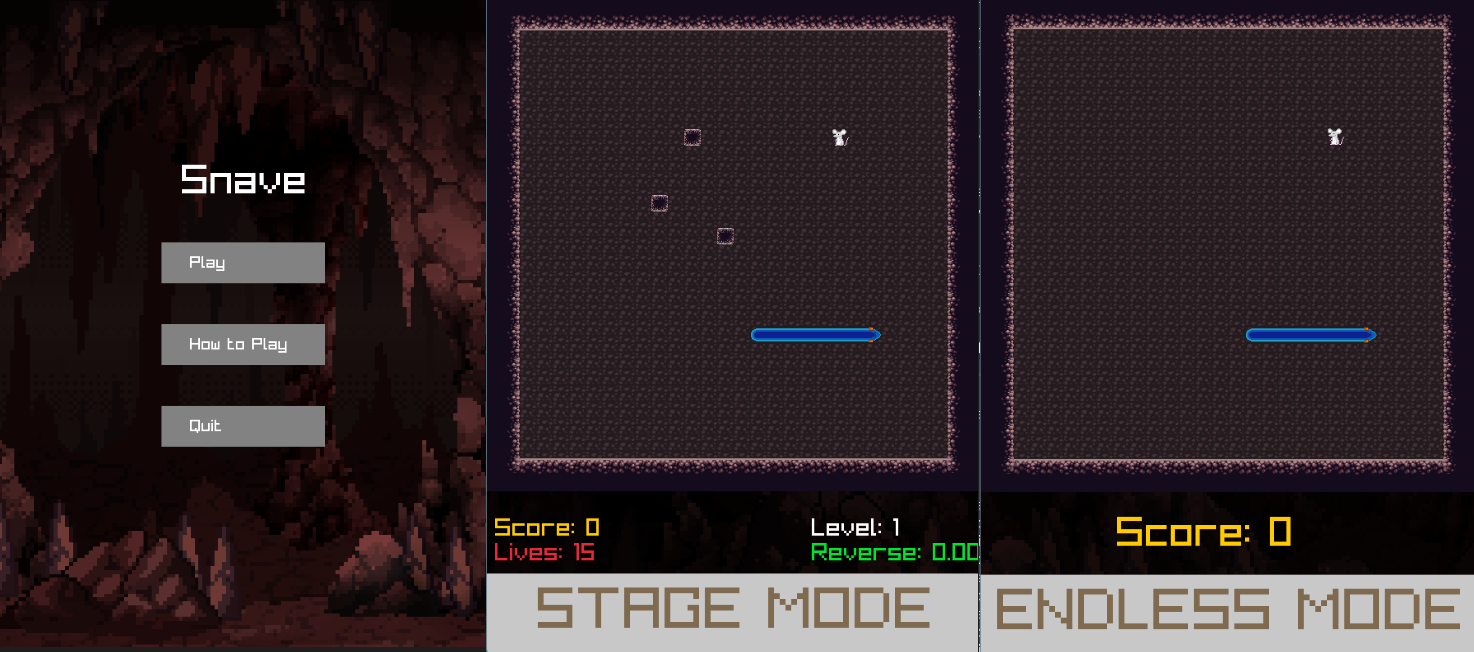 Snave
Play
How to Play
Quit
Score: 0
Lives: 15
Level: 1
Reverse: 0.00
STAGE MODE
Score: 0
ENDLESS MODE